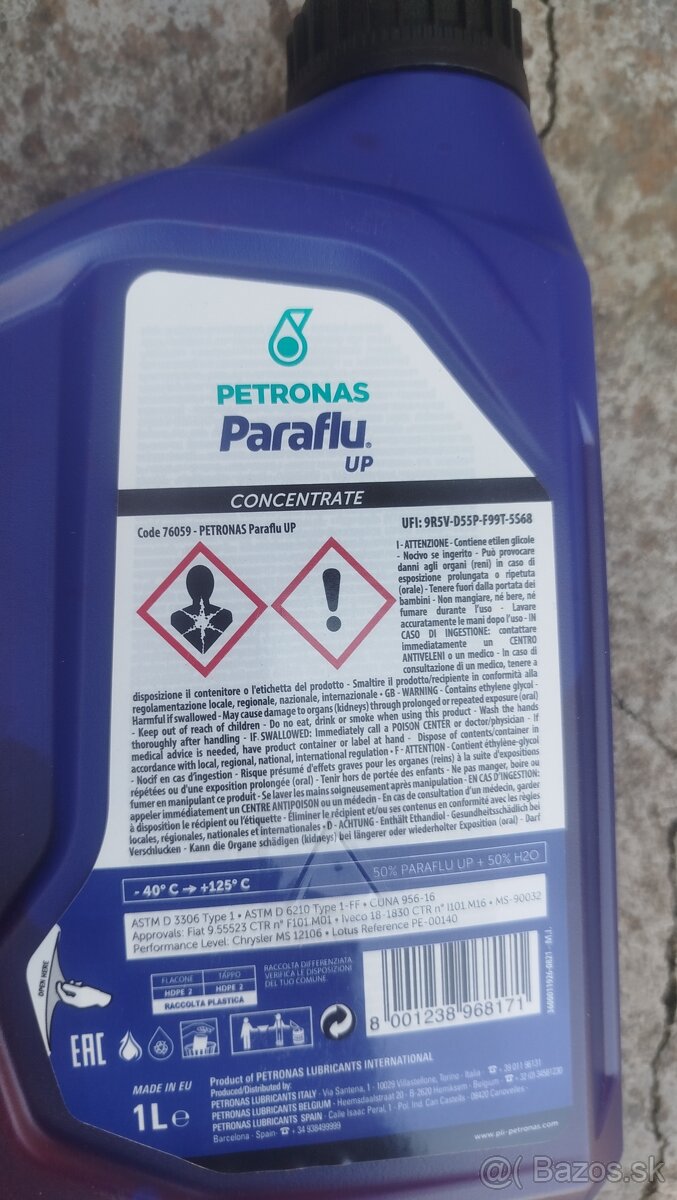 PETRONAS
Paraflu®
UP
CONCENTRATE
Code 76059 - PETRONAS Paraflu UP
UFI: 9R5V-D55P-F99T-5568
I - ATTENZIONE - Contiene etilen glicole
- Nocivo se ingerito - Può provocare
danni agli organi (reni) in caso di
esposizione prolungata o ripetuta
(orale) - Tenere fuori dalla portata dei
bambini - Non mangiare, né bere, né
fumare durante l'uso - Lavare
accuratamente le mani dopo l'uso - IN
CASO DI INGESTIONE: contattare
immediatamente un CENTRO
ANTIVELENI o un medico - In caso di
consultazione di un medico, tenere a
disposizione il contenitore o l'etichetta del prodotto - Smaltire il prodotto/recipiente in conformità alla
regolamentazione locale, regionale, nazionale, internazionale - GB - WARNING - Contains ethylene glycol -
Harmful if swallowed - May cause damage to organs (kidneys) through prolonged or repeated exposure (oral)
- Keep out of reach of children - Do no eat, drink or smoke when using this product - Wash the hands
thoroughly after handling - IF SWALLOWED: Immediately call a POISON CENTER or doctor/physician - If
medical advice is needed, have product container or label at hand - Dispose of contents/container in
accordance with local, regional, national, international regulation - F - ATTENTION - Contient éthylène-glycol
- Nocif en cas d'ingestion - Risque présumé d'effets graves pour les organes (reins) à la suite d'expositions
répétées ou d'une exposition prolongée (oral) - Tenir hors de portée des enfants - Ne pas manger, boire ou
fumer en manipulant ce produit - Se laver les mains soigneusement après manipulation - EN CAS D'INGESTION:
appeler immédiatement un CENTRE ANTIPOISON ou un médecin - En cas de consultation d'un médecin, garder
à disposition le récipient ou l'étiquette - Éliminer le récipient et/ou ses contenus en conformité avec les règles
locales, régionales, nationales et internationales - D - ACHTUNG - Enthält Ethandiol - Gesundheitsschädlich bei
Verschlucken - Kann die Organe schädigen (kidneys) bei längerer oder wiederholter Exposition (oral) - Darf
- 40° C → +125° C
50% PARAFLU UP + 50% H2O
ASTM D 3306 Type 1 • ASTM D 6210 Type 1-FF • CUNA 956-16
Approvals: Fiat 9.55523 CTR n° F101.M01 • Iveco 18-1830 CTR n° I101.M16 • MS-90032
Performance Level: Chrysler MS 12106 • Lotus Reference PE-00140
OPEN HERE
FLACONE TAPPO
HDPE 2 HDPE 2
RACCOLTA PLASTICA
RACCOLTA DIFFERENZIATA.
VERIFICA LE DISPOSIZIONI
DEL TUO COMUNE.
8 001238 968171
EAC
MADE IN EU
1L e
Product of PETRONAS LUBRICANTS INTERNATIONAL
Produced/Distributed by:
PETRONAS LUBRICANTS ITALY - Via Santena, 1 - 10029 Villastellone, Torino - Italia - ☎ + 39 011 96131
PETRONAS LUBRICANTS BELGIUM - Heernsdaalstraat 20 - B-2620 Hemiksem - Belgium - ☎ + 32 (0) 34581230
PETRONAS LUBRICANTS SPAIN - Calle Isaac Peral, 1 - Pol. Ind. Can Castells - 08420 Canovelles -
Barcelona - Spain - ☎ + 34 938499999
www.pli-petronas.com
@( Bazos.sk